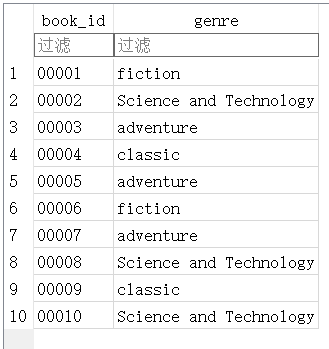 book_id genre
过滤 过滤
1 00001 fiction
2 00002 Science and Technology
3 00003 adventure
4 00004 classic
5 00005 adventure
6 00006 fiction
7 00007 adventure
8 00008 Science and Technology
9 00009 classic
10 00010 Science and Technology